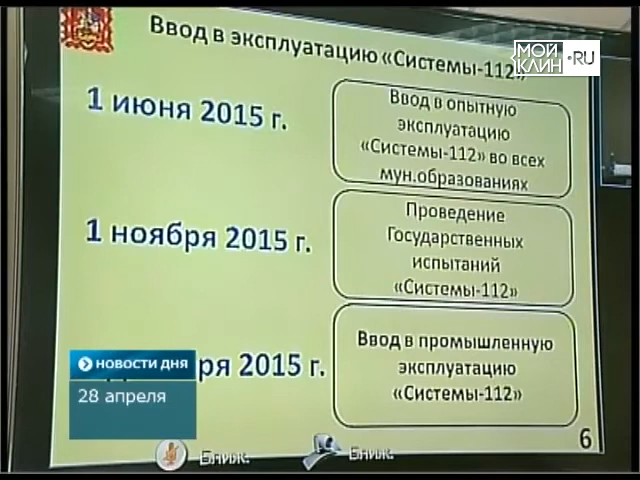 Ввод в эксплуатацию «Системы-112»
МОЙ
КЛИН.RU
1 июня 2015 г.
Ввод в опытную
эксплуатацию
«Системы-112» во всех
мун.образованиях
1 ноября 2015 г.
Проведение
Государственных
испытаний
«Системы-112»
2015 г.
Ввод в промышленную
эксплуатацию
«Системы-112»
НОВОСТИ ДНЯ
28 апреля
6
Ближ.
Ближ.